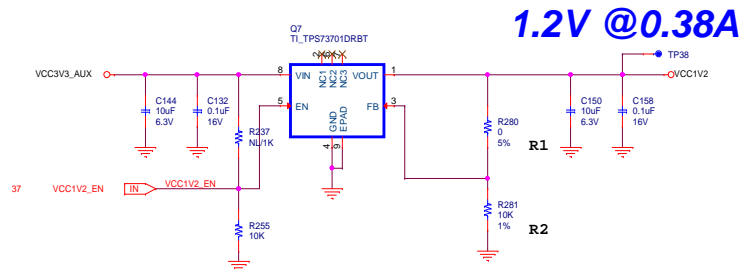 1.2V @0.38A
Q7
TI_TPS73701DRBT
TP38
VCC3V3_AUX
8
VIN
NC1
NC2
NC3
VOUT
1
VCC1V2
5
EN
FB
3
GND
EPAD
4
9
C144
10uF
6.3V
C132
0.1uF
16V
R237
NL/1K
R280
0
5%
R1
C150
10uF
6.3V
C158
0.1uF
16V
37
VCC1V2_EN
IN
VCC1V2_EN
R255
10K
R281
10K
1%
R2